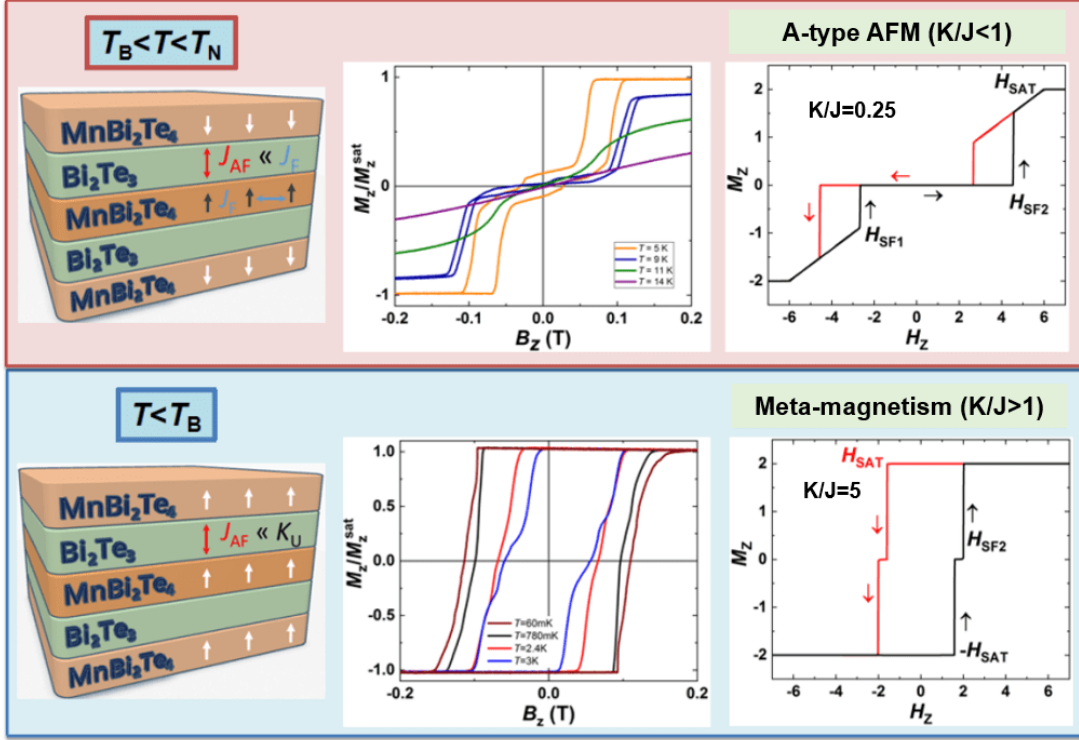 T_B<T<T_N
MnBi₂Te₄
Bi₂Te₃
J_AF « J_F
MnBi₂Te₄
J_F
Bi₂Te₃
MnBi₂Te₄
M_z/M_z^sat
1
0
-1
-0.2
-0.1
0.0
0.1
0.2
B_z (T)
T = 5 K
T = 9 K
T = 11 K
T = 14 K
A-type AFM (K/J<1)
K/J=0.25
H_SAT
H_SF2
H_SF1
M_Z
2
1
0
-1
-2
-6
-4
-2
0
2
4
6
H_Z
T<T_B
MnBi₂Te₄
Bi₂Te₃
J_AF « K_U
MnBi₂Te₄
Bi₂Te₃
MnBi₂Te₄
M_z/M_z^sat
1.0
0.5
0.0
-0.5
-1.0
-0.2
0.0
0.2
B_z (T)
T=60mK
T=780mK
T=2.4K
T=3K
Meta-magnetism (K/J>1)
H_SAT
K/J=5
H_SF2
-H_SAT
M_Z
2
1
0
-1
-2
-6
-4
-2
0
2
4
6
H_Z